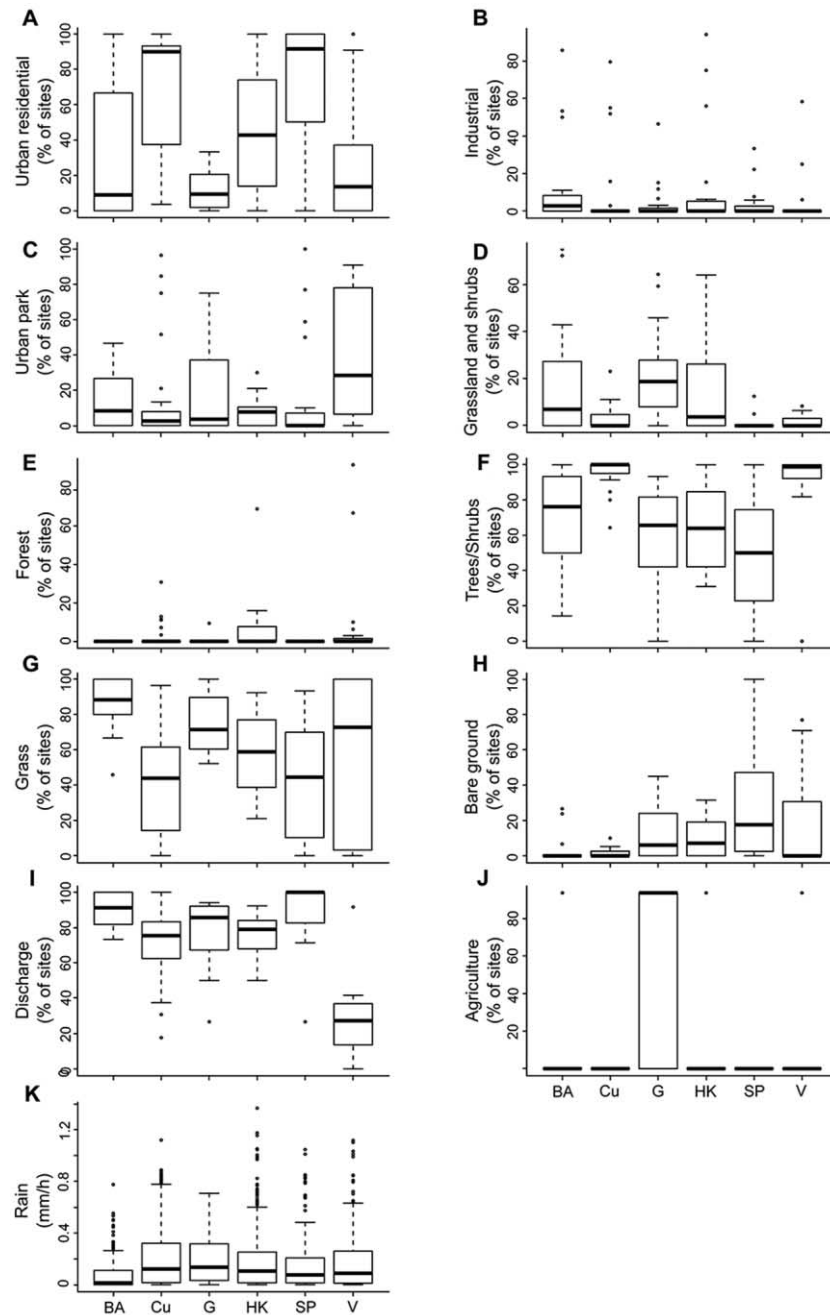 A
Urban residential
(% of sites)
0 20 40 60 80 100
B
Industrial
(% of sites)
0 20 40 60 80
C
Urban park
(% of sites)
0 20 40 60 80 100
D
Grassland and shrubs
(% of sites)
0 20 40 60
E
Forest
(% of sites)
0 20 40 60 80
F
Trees/Shrubs
(% of sites)
0 20 40 60 80 100
G
Grass
(% of sites)
0 20 40 60 80 100
H
Bare ground
(% of sites)
0 20 40 60 80 100
I
Discharge
(% of sites)
0 20 40 60 80 100
J
Agriculture
(% of sites)
20 40 60 80
BA Cu G HK SP V
K
Rain
(mm/h)
0 0.4 0.8 1.2
BA Cu G HK SP V